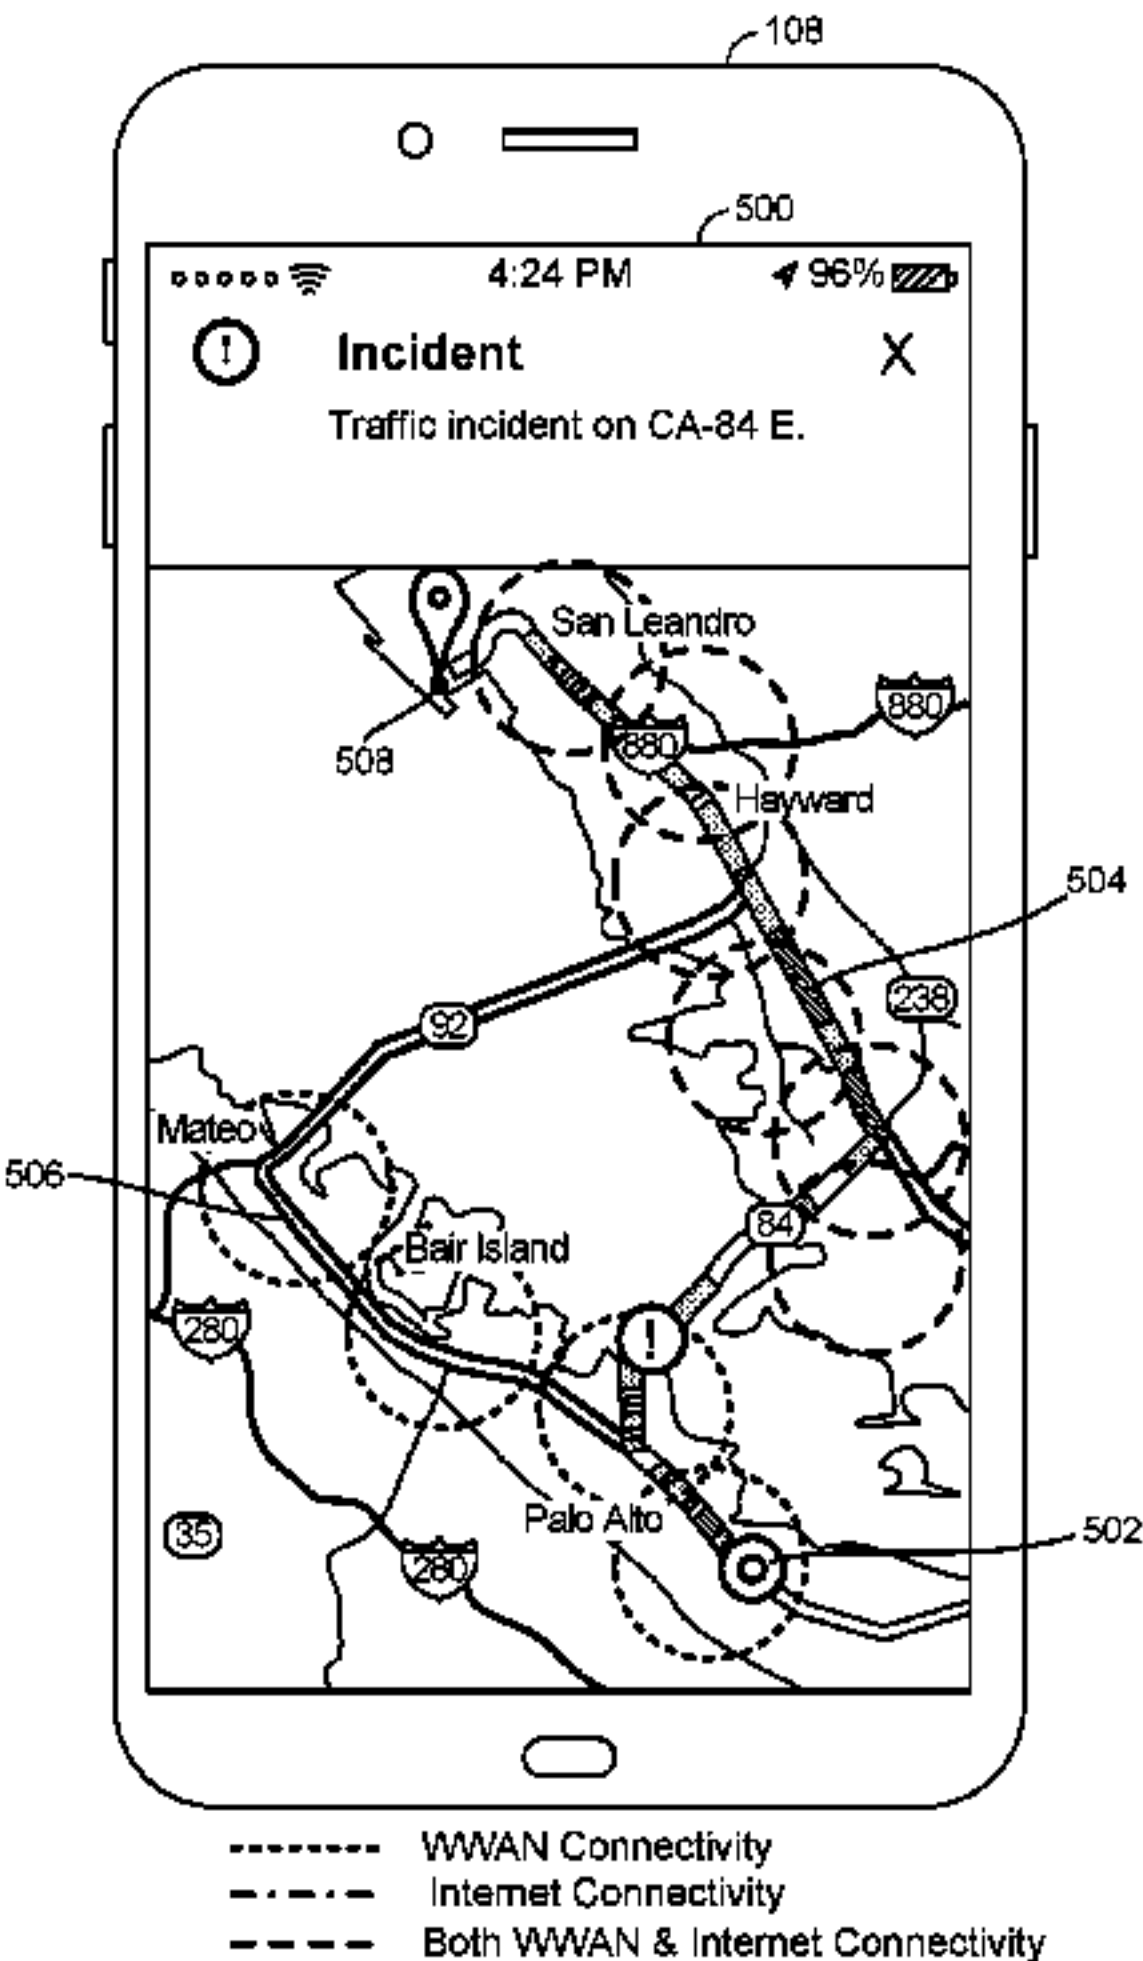 108
500
4:24 PM 96%
! Incident X
Traffic incident on CA-84 E.
San Leandro
880
508
880
Hayward
504
238
92
Mateo
506
84
Bair Island
280
!
Palo Alto
35
502
280
WWAN Connectivity
Internet Connectivity
Both WWAN & Internet Connectivity